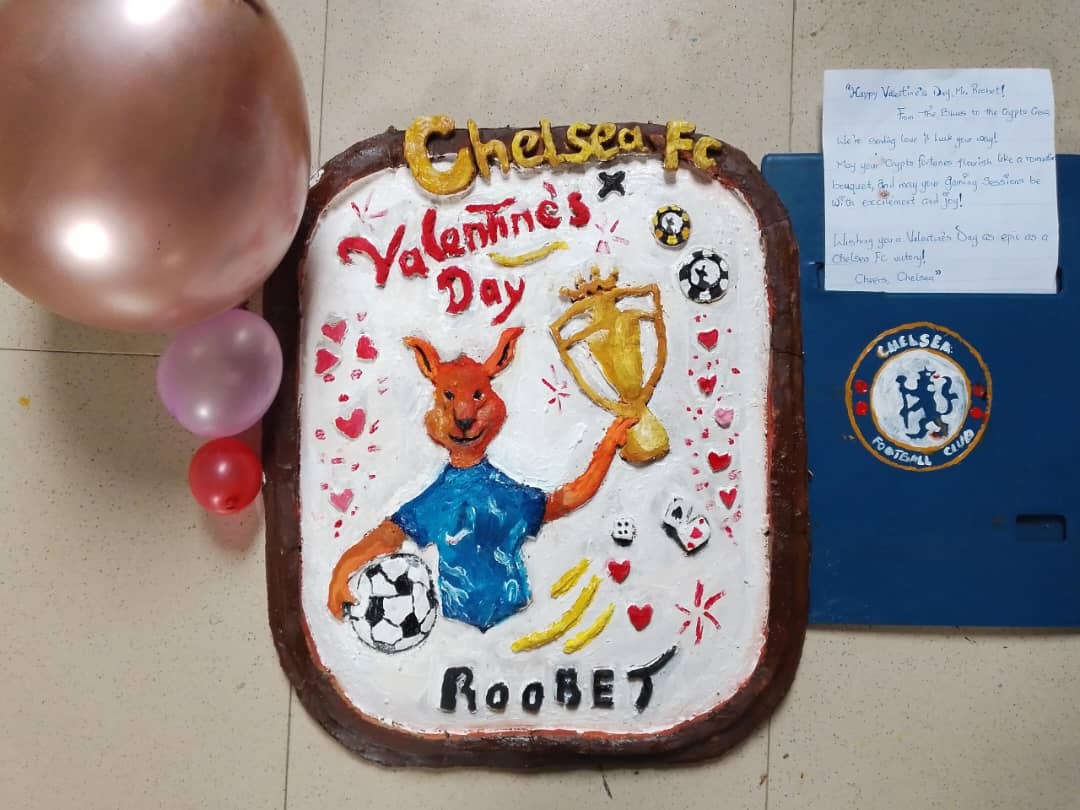 Chelsea Fc
Valentine's
Day
RooBET
"Happy Valentine's Day, Mr. Roobet!
From the Blues to the Crypto
We're sending love & luck your way!
May your Crypto fortunes flourish like a romantic
bouquet, and may your Gaming sessions be
with excitement and joy!
Wishing you a Valentine's Day as epic as a
Chelsea FC victory!
Cheers, Chelsea"
CHELSEA
FOOTBALL CLUB